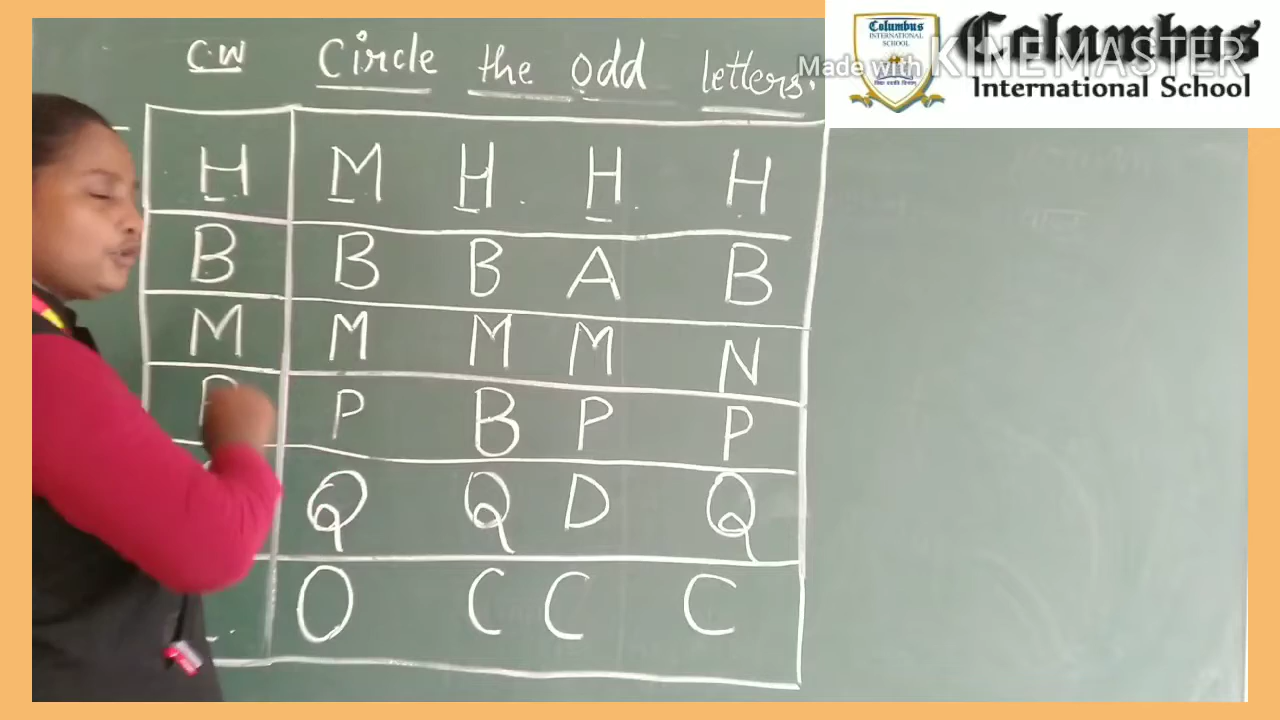 C.W Circle the odd letters.
H M H H H
B B B A B
M M M M N
P P B P P
Q Q D Q
O C C C
Columbus
International School
Columbus
INTERNATIONAL
SCHOOL
Made with KINEMASTER